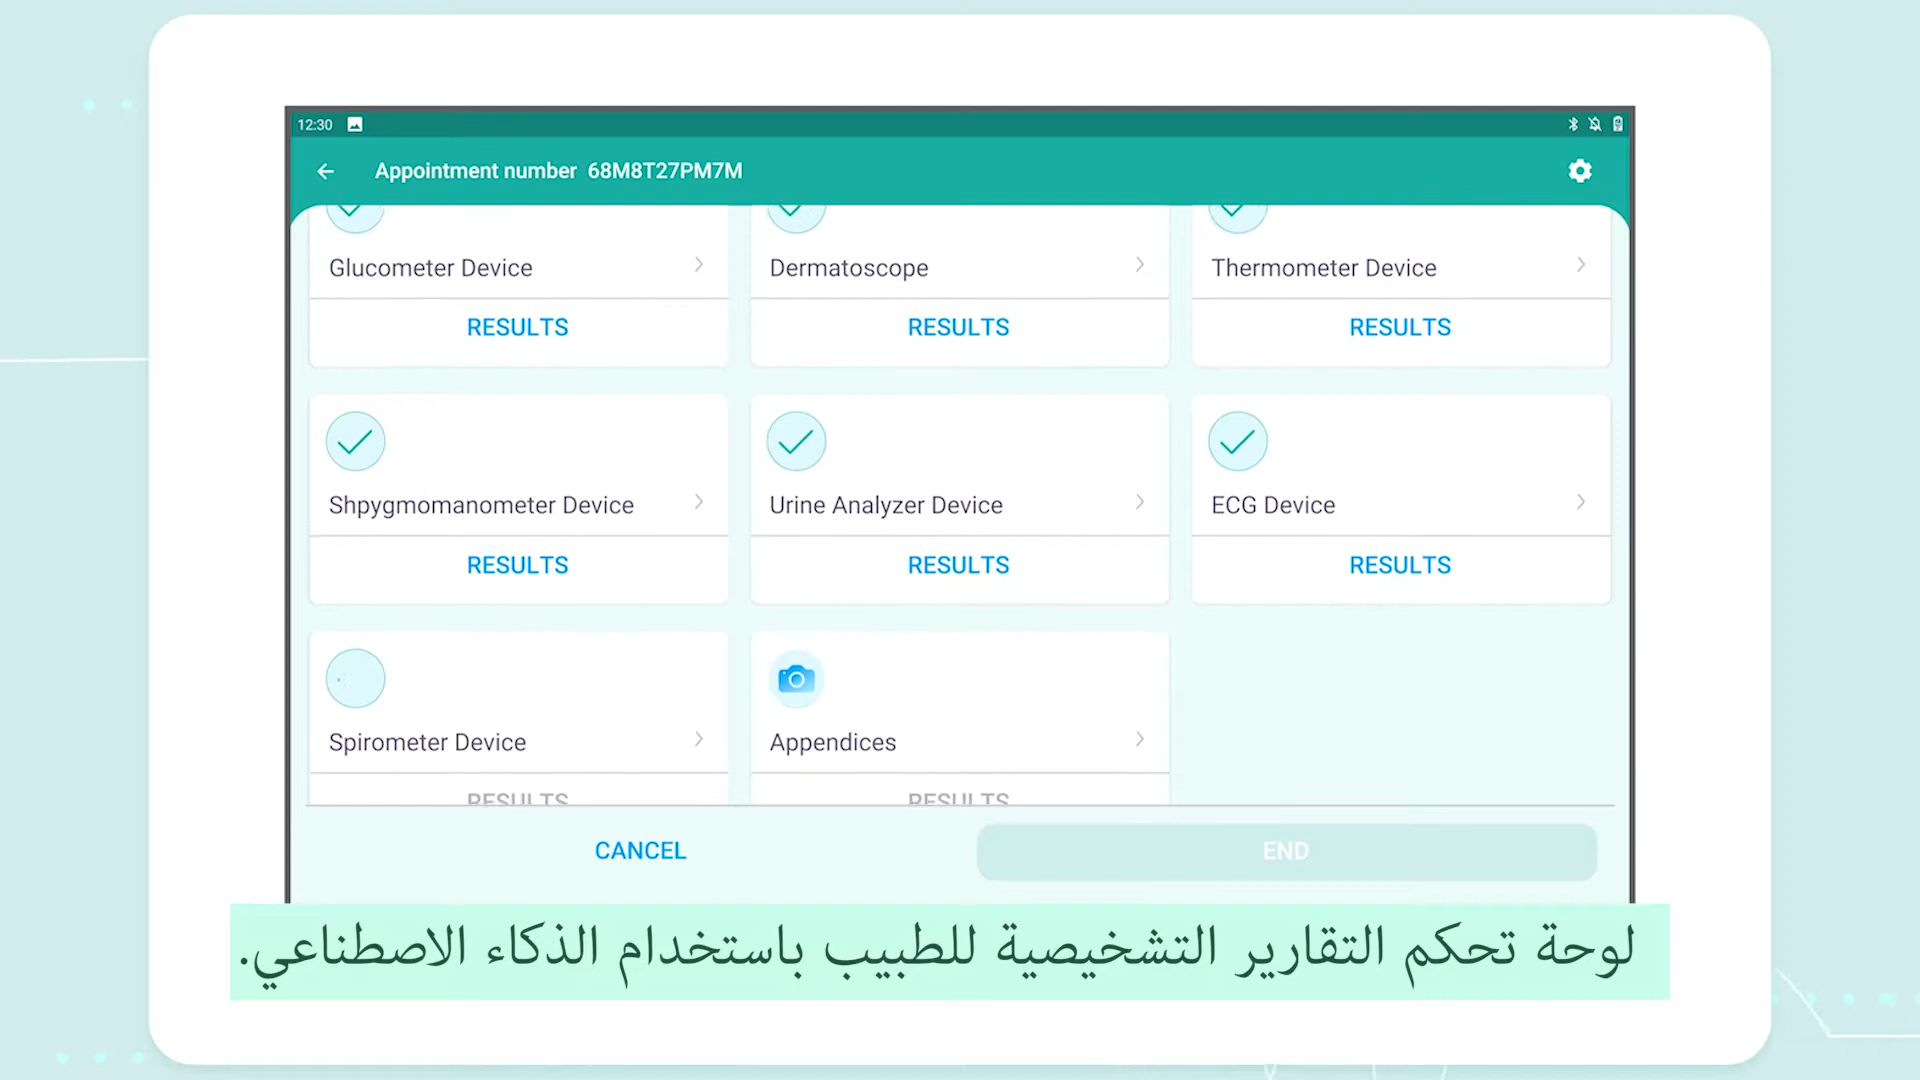 12:30
Appointment number 68M8T27PM7M
Glucometer Device
Dermatoscope
Thermometer Device
RESULTS
RESULTS
RESULTS
Shpygmomanometer Device
Urine Analyzer Device
ECG Device
RESULTS
RESULTS
RESULTS
Spirometer Device
Appendices
RESULTS
RESULTS
CANCEL
END
لوحة تحكم التقارير التشخيصية للطبيب باستخدام الذكاء الاصطناعي.